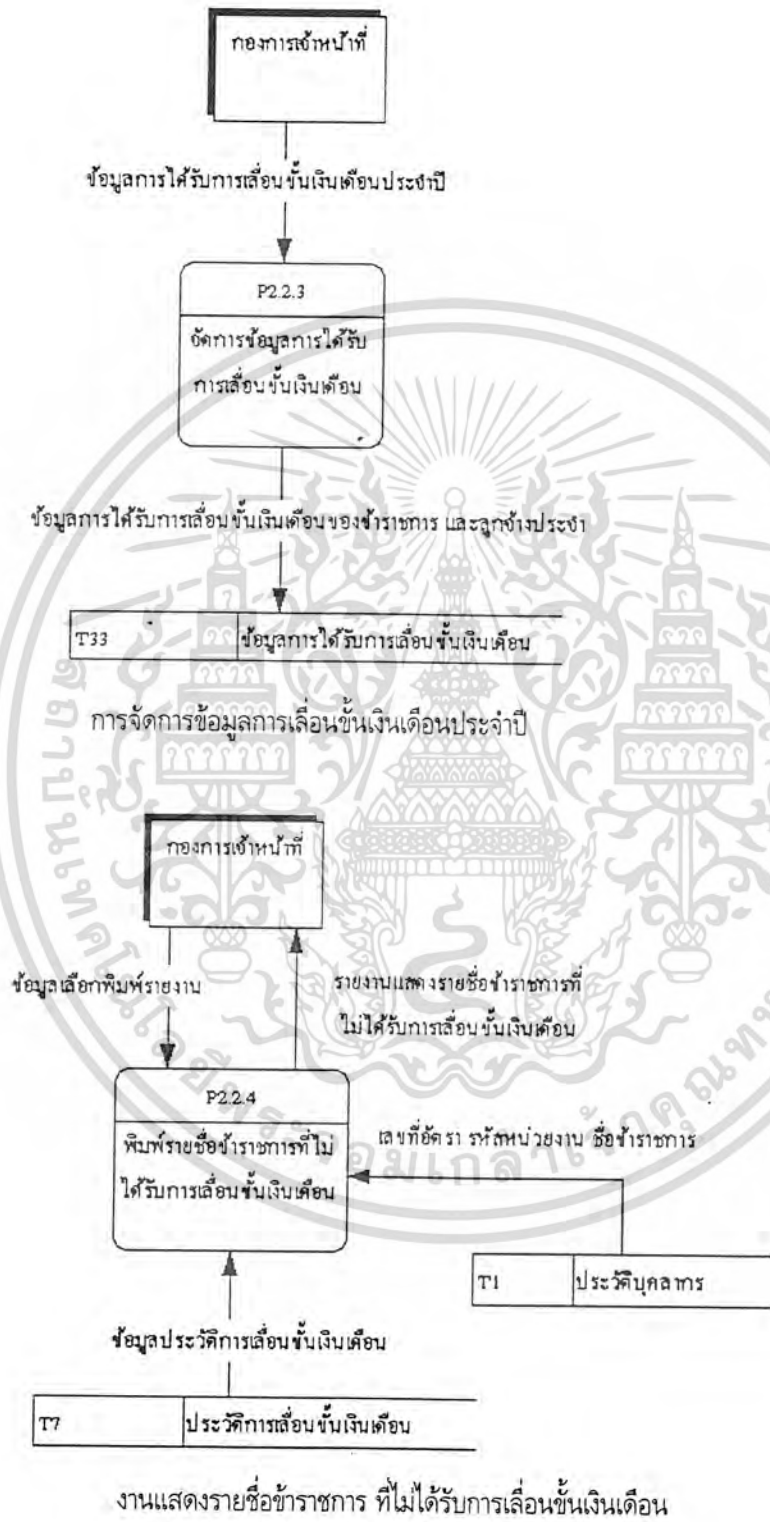 กองการเจ้าหน้าที่
ข้อมูลการได้รับการเลื่อนขั้นเงินเดือนประจำปี
P2.2.3
จัดการข้อมูลการได้รับ
การเลื่อนขั้นเงินเดือน
ข้อมูลการได้รับการเลื่อนขั้นเงินเดือนของข้าราชการ และลูกจ้างประจำ
T33 ข้อมูลการได้รับการเลื่อนขั้นเงินเดือน
การจัดการข้อมูลการเลื่อนขั้นเงินเดือนประจำปี
กองการเจ้าหน้าที่
ข้อมูลเลือกพิมพ์รายงาน
รายงานแสดงรายชื่อข้าราชการที่
ไม่ได้รับการเลื่อนขั้นเงินเดือน
P2.2.4
พิมพ์รายชื่อข้าราชการที่ไม่
ได้รับการเลื่อนขั้นเงินเดือน
เลขที่อัตรา รหัสหน่วยงาน ชื่อข้าราชการ
T1 ประวัติบุคลากร
ข้อมูลประวัติการเลื่อนขั้นเงินเดือน
T7 ประวัติการเลื่อนขั้นเงินเดือน
งานแสดงรายชื่อข้าราชการ ที่ไม่ได้รับการเลื่อนขั้นเงินเดือน